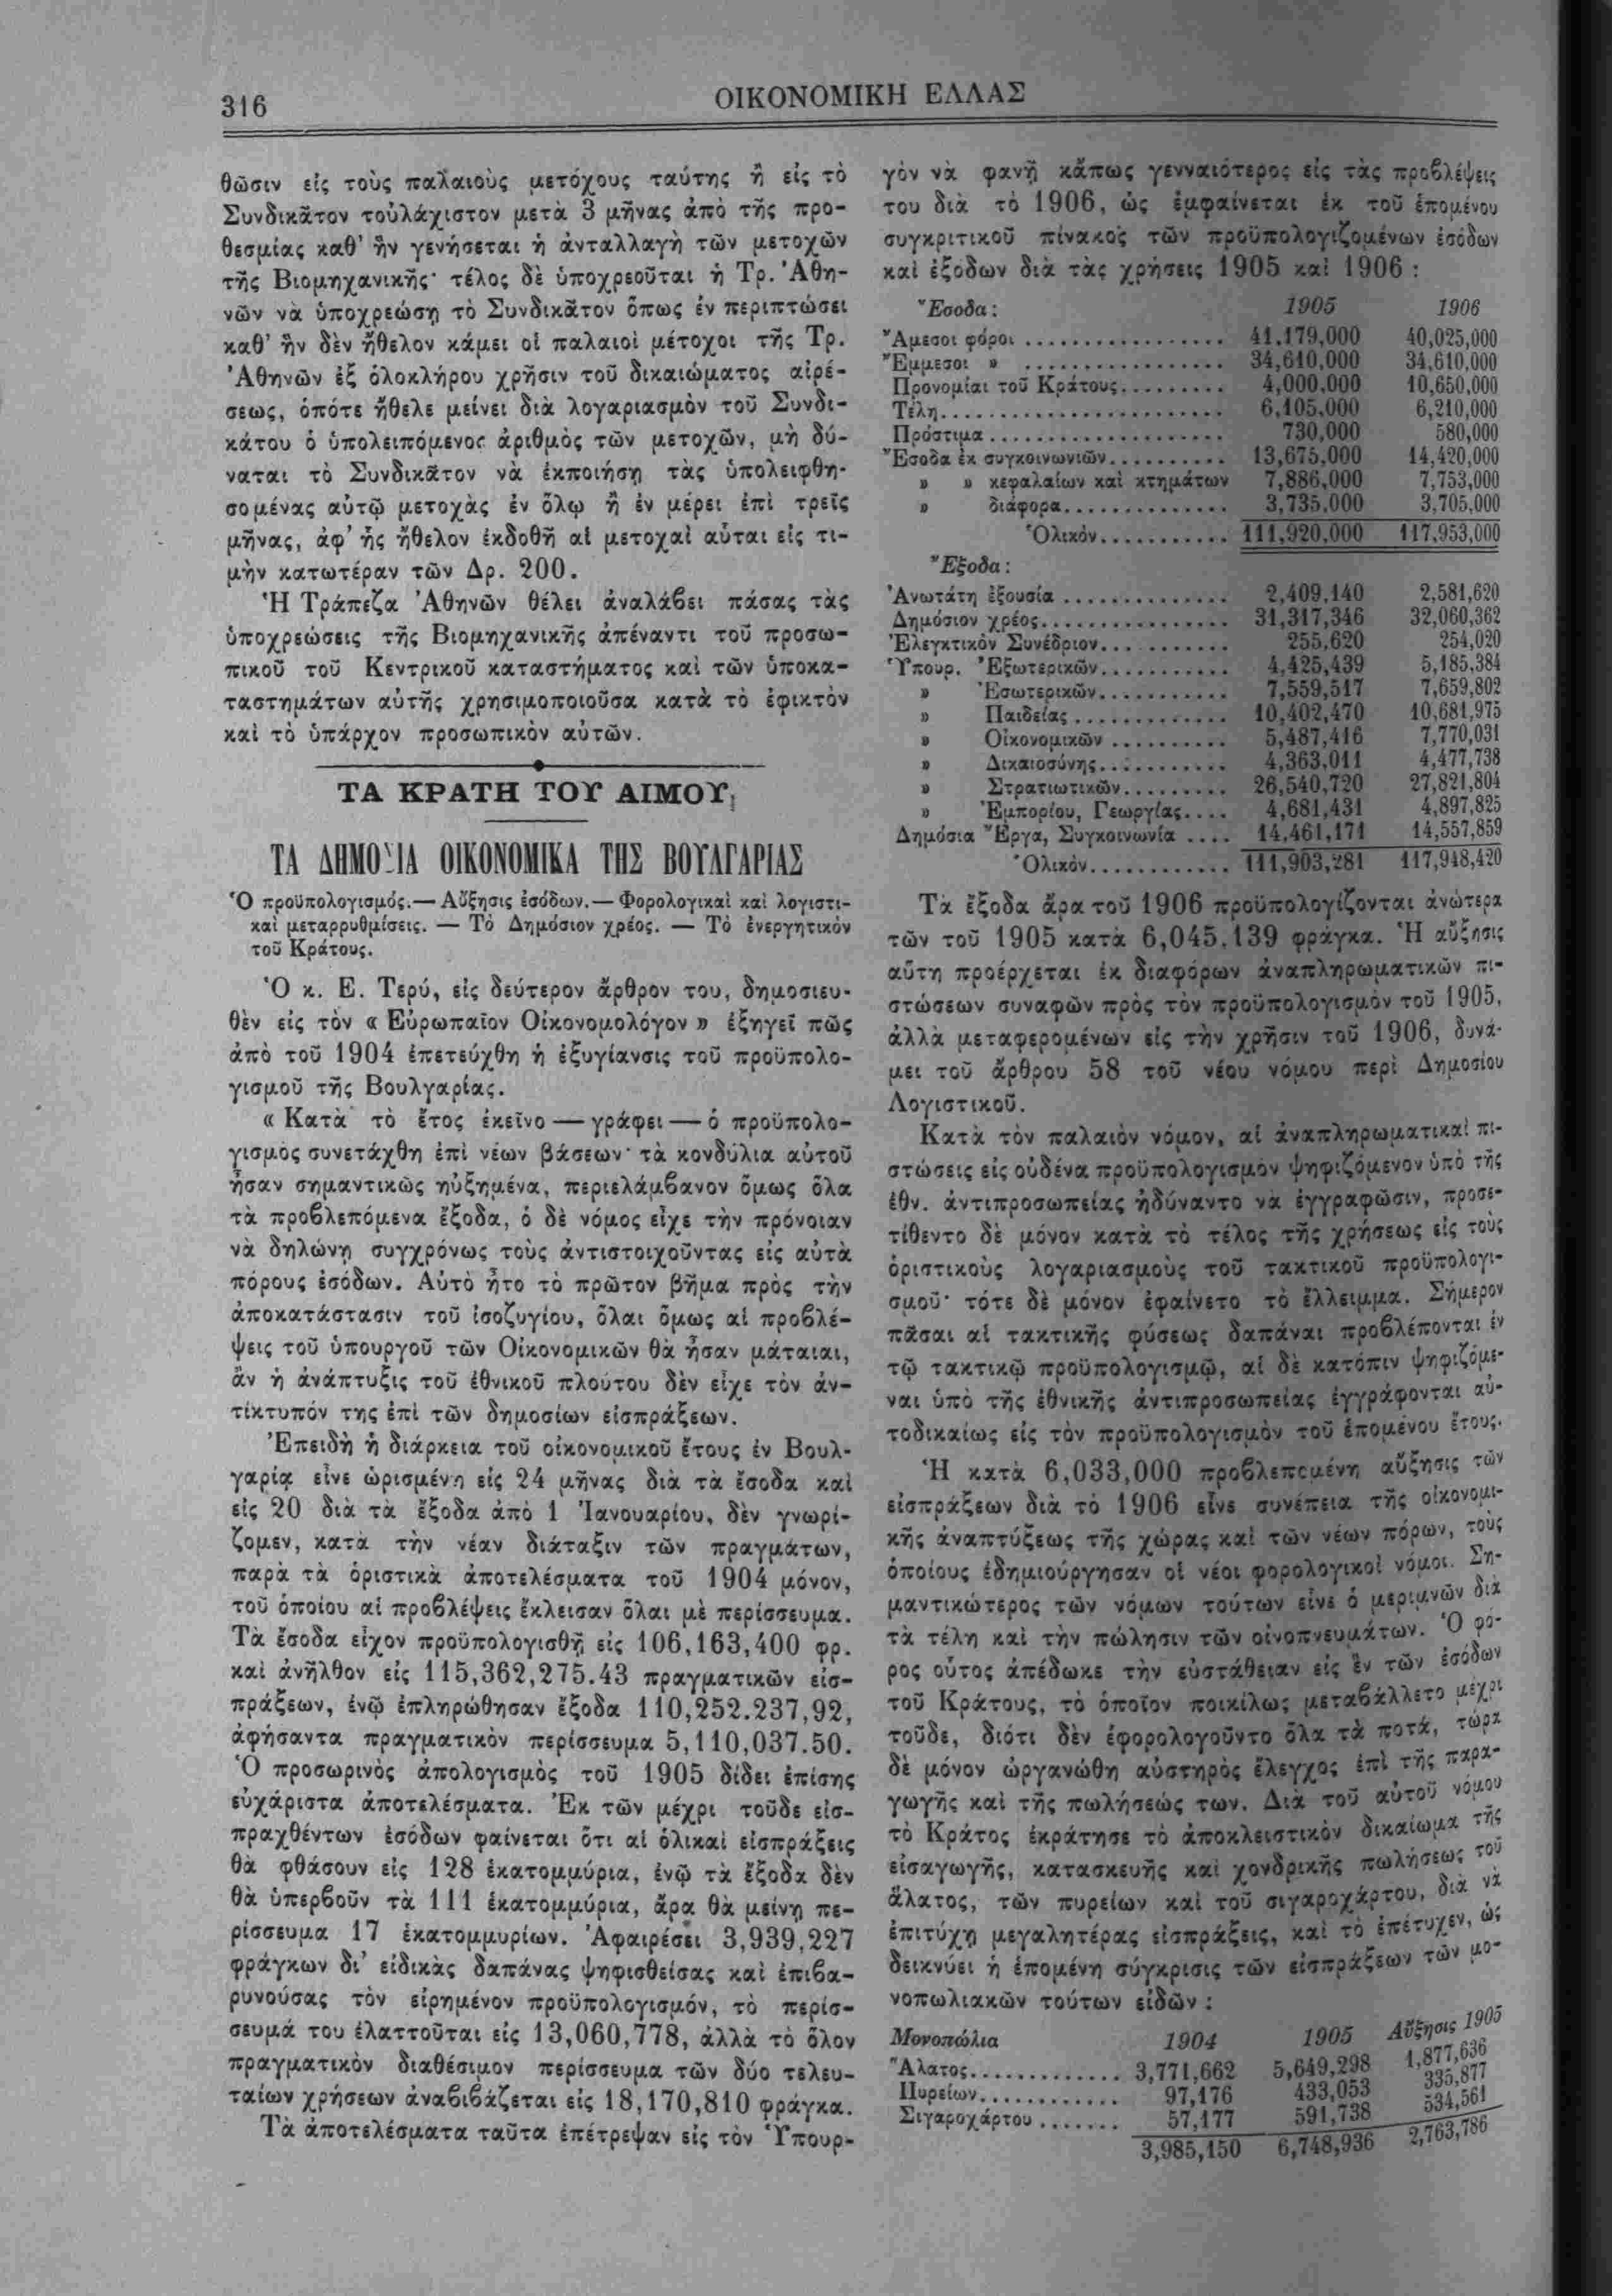 316
ΟΙΚΟΝΟΜΙΚΗ ΕΛΛΑΣ
θῶσιν εἰς τοὺς παλαιοὺς μετόχους ταύτης ἢ εἰς τὸ
Συνδικᾶτον τοὐλάχιστον μετὰ 3 μῆνας ἀπὸ τῆς προ-
θεσμίας καθ' ἣν γενήσεται ἡ ἀνταλλαγὴ τῶν μετοχῶν
τῆς Βιομηχανικῆς· τέλος δὲ ὑποχρεοῦται ἡ Τρ. Ἀθη-
νῶν νὰ ὑποχρεώσῃ τὸ Συνδικᾶτον ὅπως ἐν περιπτώσει
καθ' ἣν δὲν ἤθελον κάμει οἱ παλαιοὶ μέτοχοι τῆς Τρ.
Ἀθηνῶν ἐξ ὁλοκλήρου χρῆσιν τοῦ δικαιώματος αἱρέ-
σεως, ὁπότε ἤθελε μείνει διὰ λογαριασμὸν τοῦ Συνδι-
κάτου ὁ ὑπολειπόμενος ἀριθμὸς τῶν μετοχῶν, μὴ δύ-
ναται τὸ Συνδικᾶτον νὰ ἐκποιήσῃ τὰς ὑπολειφθη-
σομένας αὐτῷ μετοχὰς ἐν ὅλῳ ἢ ἐν μέρει ἐπὶ τρεῖς
μῆνας, ἀφ' ἧς ἤθελον ἐκδοθῆ αἱ μετοχαὶ αὗται εἰς τι-
μὴν κατωτέραν τῶν Δρ. 200.
Ἡ Τράπεζα Ἀθηνῶν θέλει ἀναλάβει πάσας τὰς
ὑποχρεώσεις τῆς Βιομηχανικῆς ἀπέναντι τοῦ προσω-
πικοῦ τοῦ Κεντρικοῦ καταστήματος καὶ τῶν ὑποκα-
ταστημάτων αὐτῆς χρησιμοποιοῦσα κατὰ τὸ ἐφικτὸν
καὶ τὸ ὑπάρχον προσωπικὸν αὐτῶν.
ΤΑ ΚΡΑΤΗ ΤΟΥ ΑΙΜΟΥ
ΤΑ ΔΗΜΟΣΙΑ ΟΙΚΟΝΟΜΙΚΑ ΤΗΣ ΒΟΥΛΓΑΡΙΑΣ
Ὁ προϋπολογισμός.— Αὔξησις ἐσόδων.— Φορολογικαὶ καὶ λογιστι-
καὶ μεταρρυθμίσεις. — Τὸ Δημόσιον χρέος. — Τὸ ἐνεργητικὸν
τοῦ Κράτους.
Ὁ κ. Ε. Τερύ, εἰς δεύτερον ἄρθρον του, δημοσιευ-
θὲν εἰς τὸν « Εὐρωπαῖον Οἰκονομολόγον » ἐξηγεῖ πῶς
ἀπὸ τοῦ 1904 ἐπετεύχθη ἡ ἐξυγίανσις τοῦ προϋπολο-
γισμοῦ τῆς Βουλγαρίας.
« Κατὰ τὸ ἔτος ἐκεῖνο — γράφει — ὁ προϋπολο-
γισμὸς συνετάχθη ἐπὶ νέων βάσεων· τὰ κονδύλια αὐτοῦ
ἦσαν σημαντικῶς ηὐξημένα, περιελάμβανον ὅμως ὅλα
τὰ προβλεπόμενα ἔξοδα, ὁ δὲ νόμος εἶχε τὴν πρόνοιαν
νὰ δηλώνῃ συγχρόνως τοὺς ἀντιστοιχοῦντας εἰς αὐτὰ
πόρους ἐσόδων. Αὐτὸ ἦτο τὸ πρῶτον βῆμα πρὸς τὴν
ἀποκατάστασιν τοῦ ἰσοζυγίου, ὅλαι ὅμως αἱ προβλέ-
ψεις τοῦ ὑπουργοῦ τῶν Οἰκονομικῶν θὰ ἦσαν μάταιαι,
ἂν ἡ ἀνάπτυξις τοῦ ἐθνικοῦ πλούτου δὲν εἶχε τὸν ἀν-
τίκτυπόν της ἐπὶ τῶν δημοσίων εἰσπράξεων.
Ἐπειδὴ ἡ διάρκεια τοῦ οἰκονομικοῦ ἔτους ἐν Βουλ-
γαρίᾳ εἶνε ὡρισμένη εἰς 24 μῆνας διὰ τὰ ἔσοδα καὶ
εἰς 20 διὰ τὰ ἔξοδα ἀπὸ 1 Ἰανουαρίου, δὲν γνωρί-
ζομεν, κατὰ τὴν νέαν διάταξιν τῶν πραγμάτων,
παρὰ τὰ ὁριστικὰ ἀποτελέσματα τοῦ 1904 μόνον,
τοῦ ὁποίου αἱ προβλέψεις ἔκλεισαν ὅλαι μὲ περίσσευμα.
Τὰ ἔσοδα εἶχον προϋπολογισθῆ εἰς 106,163,400 φρ.
καὶ ἀνῆλθον εἰς 115,362,275.43 πραγματικῶν εἰσ-
πράξεων, ἐνῷ ἐπληρώθησαν ἔξοδα 110,252.237,92,
ἀφήσαντα πραγματικὸν περίσσευμα 5,110,037.50.
Ὁ προσωρινὸς ἀπολογισμὸς τοῦ 1905 δίδει ἐπίσης
εὐχάριστα ἀποτελέσματα. Ἐκ τῶν μέχρι τοῦδε εἰσ-
πραχθέντων ἐσόδων φαίνεται ὅτι αἱ ὁλικαὶ εἰσπράξεις
θὰ φθάσουν εἰς 128 ἑκατομμύρια, ἐνῷ τὰ ἔξοδα δὲν
θὰ ὑπερβοῦν τὰ 111 ἑκατομμύρια, ἄρα θὰ μείνῃ πε-
ρίσσευμα 17 ἑκατομμυρίων. Ἀφαιρέσει 3,939,227
φράγκων δι' εἰδικὰς δαπάνας ψηφισθείσας καὶ ἐπιβα-
ρυνούσας τὸν εἰρημένον προϋπολογισμόν, τὸ περίσ-
σευμά του ἐλαττοῦται εἰς 13,060,778, ἀλλὰ τὸ ὅλον
πραγματικὸν διαθέσιμον περίσσευμα τῶν δύο τελευ-
ταίων χρήσεων ἀναβιβάζεται εἰς 18,170,810 φράγκα.
Τὰ ἀποτελέσματα ταῦτα ἐπέτρεψαν εἰς τὸν Ὑπουρ-
γὸν νὰ φανῇ κάπως γενναιότερος εἰς τὰς προβλέψεις
του διὰ τὸ 1906, ὡς ἐμφαίνεται ἐκ τοῦ ἑπομένου
συγκριτικοῦ πίνακος τῶν προϋπολογιζομένων ἐσόδων
καὶ ἐξόδων διὰ τὰς χρήσεις 1905 καὶ 1906 :
Ἔσοδα: 1905 1906
Ἄμεσοι φόροι ................. 41.179,000 40,025,000
Ἔμμεσοι » ................. 34,610,000 34,610,000
Προνομίαι τοῦ Κράτους......... 4,000,000 10,650,000
Τέλη........................ 6,105,000 6,210,000
Πρόστιμα .................... 730,000 580,000
Ἔσοδα ἐκ συγκοινωνιῶν.......... 13,675,000 14,420,000
» » κεφαλαίων καὶ κτημάτων 7,886,000 7,753,000
» διάφορα.............. 3,735,000 3,705,000
Ὁλικόν........... 111,920,000 117,953,000
Ἔξοδα :
Ἀνωτάτη ἐξουσία .............. 2,409,140 2,581,620
Δημόσιον χρέος................ 31,317,346 32,060,362
Ἐλεγκτικὸν Συνέδριον........... 255,620 254,020
Ὑπουρ. Ἐξωτερικῶν........... 4,425,439 5,185,384
» Ἐσωτερικῶν........... 7,559,517 7,659,802
» Παιδείας ............. 10,402,470 10,681,975
» Οἰκονομικῶν .......... 5,487,416 7,770,031
» Δικαιοσύνης........... 4,363,011 4,477,738
» Στρατιωτικῶν......... 26,540,720 27,821,804
» Ἐμπορίου, Γεωργίας.... 4,681,431 4,897,825
Δημόσια Ἔργα, Συγκοινωνία .... 14,461,171 14,557,859
Ὁλικόν............ 111,903,281 117,948,420
Τὰ ἔξοδα ἄρα τοῦ 1906 προϋπολογίζονται ἀνώτερα
τῶν τοῦ 1905 κατὰ 6,045,139 φράγκα. Ἡ αὔξησις
αὕτη προέρχεται ἐκ διαφόρων ἀναπληρωματικῶν πι-
στώσεων συναφῶν πρὸς τὸν προϋπολογισμὸν τοῦ 1905,
ἀλλὰ μεταφερομένων εἰς τὴν χρῆσιν τοῦ 1906, δυνά-
μει τοῦ ἄρθρου 58 τοῦ νέου νόμου περὶ Δημοσίου
Λογιστικοῦ.
Κατὰ τὸν παλαιὸν νόμον, αἱ ἀναπληρωματικαὶ πι-
στώσεις εἰς οὐδένα προϋπολογισμὸν ψηφιζόμενον ὑπὸ τῆς
ἐθν. ἀντιπροσωπείας ἠδύναντο νὰ ἐγγραφῶσιν, προσε-
τίθεντο δὲ μόνον κατὰ τὸ τέλος τῆς χρήσεως εἰς τοὺς
ὁριστικοὺς λογαριασμοὺς τοῦ τακτικοῦ προϋπολογι-
σμοῦ· τότε δὲ μόνον ἐφαίνετο τὸ ἔλλειμμα. Σήμερον
πᾶσαι αἱ τακτικῆς φύσεως δαπάναι προβλέπονται ἐν
τῷ τακτικῷ προϋπολογισμῷ, αἱ δὲ κατόπιν ψηφιζόμε-
ναι ὑπὸ τῆς ἐθνικῆς ἀντιπροσωπείας ἐγγράφονται αὐ-
τοδικαίως εἰς τὸν προϋπολογισμὸν τοῦ ἑπομένου ἔτους.
Ἡ κατὰ 6,033,000 προβλεπομένη αὔξησις τῶν
εἰσπράξεων διὰ τὸ 1906 εἶνε συνέπεια τῆς οἰκονομι-
κῆς ἀναπτύξεως τῆς χώρας καὶ τῶν νέων πόρων, τοὺς
ὁποίους ἐδημιούργησαν οἱ νέοι φορολογικοὶ νόμοι. Ση-
μαντικώτερος τῶν νόμων τούτων εἶνε ὁ μεριμνῶν διὰ
τὰ τέλη καὶ τὴν πώλησιν τῶν οἰνοπνευμάτων. Ὁ φό-
ρος οὗτος ἀπέδωκε τὴν εὐστάθειαν εἰς ἓν τῶν ἐσόδων
τοῦ Κράτους, τὸ ὁποῖον ποικίλως μεταβάλλετο μέχρι
τοῦδε, διότι δὲν ἐφορολογοῦντο ὅλα τὰ ποτά, τώρα
δὲ μόνον ὠργανώθη αὐστηρὸς ἔλεγχος ἐπὶ τῆς παρα-
γωγῆς καὶ τῆς πωλήσεώς των. Διὰ τοῦ αὐτοῦ νόμου
τὸ Κράτος ἐκράτησε τὸ ἀποκλειστικὸν δικαίωμα τῆς
εἰσαγωγῆς, κατασκευῆς καὶ χονδρικῆς πωλήσεως τοῦ
ἅλατος, τῶν πυρείων καὶ τοῦ σιγαροχάρτου, διὰ νὰ
ἐπιτύχῃ μεγαλητέρας εἰσπράξεις, καὶ τὸ ἐπέτυχεν, ὡς
δεικνύει ἡ ἑπομένη σύγκρισις τῶν εἰσπράξεων τῶν μο-
νοπωλιακῶν τούτων εἰδῶν :
Μονοπώλια 1904 1905 Αὔξησις 1905
Ἅλατος.............. 3,771,662 5,649,298 1,877,636
Πυρείων............. 97,176 433,053 335,877
Σιγαροχάρτου ....... 57,177 591,738 534,561
3,985,150 6,748,936 2,763,786